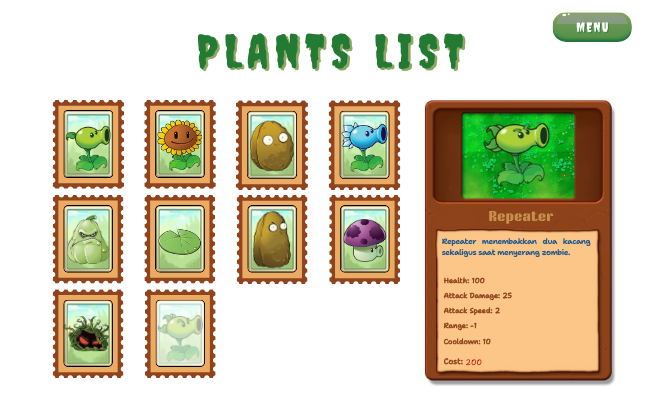 MENU
PLANTS LIST
Repeater
Repeater menembakkan dua kacang
sekaligus saat menyerang zombie.
Health: 100
Attack Damage: 25
Attack Speed: 2
Range: -1
Cooldown: 10
Cost: 200